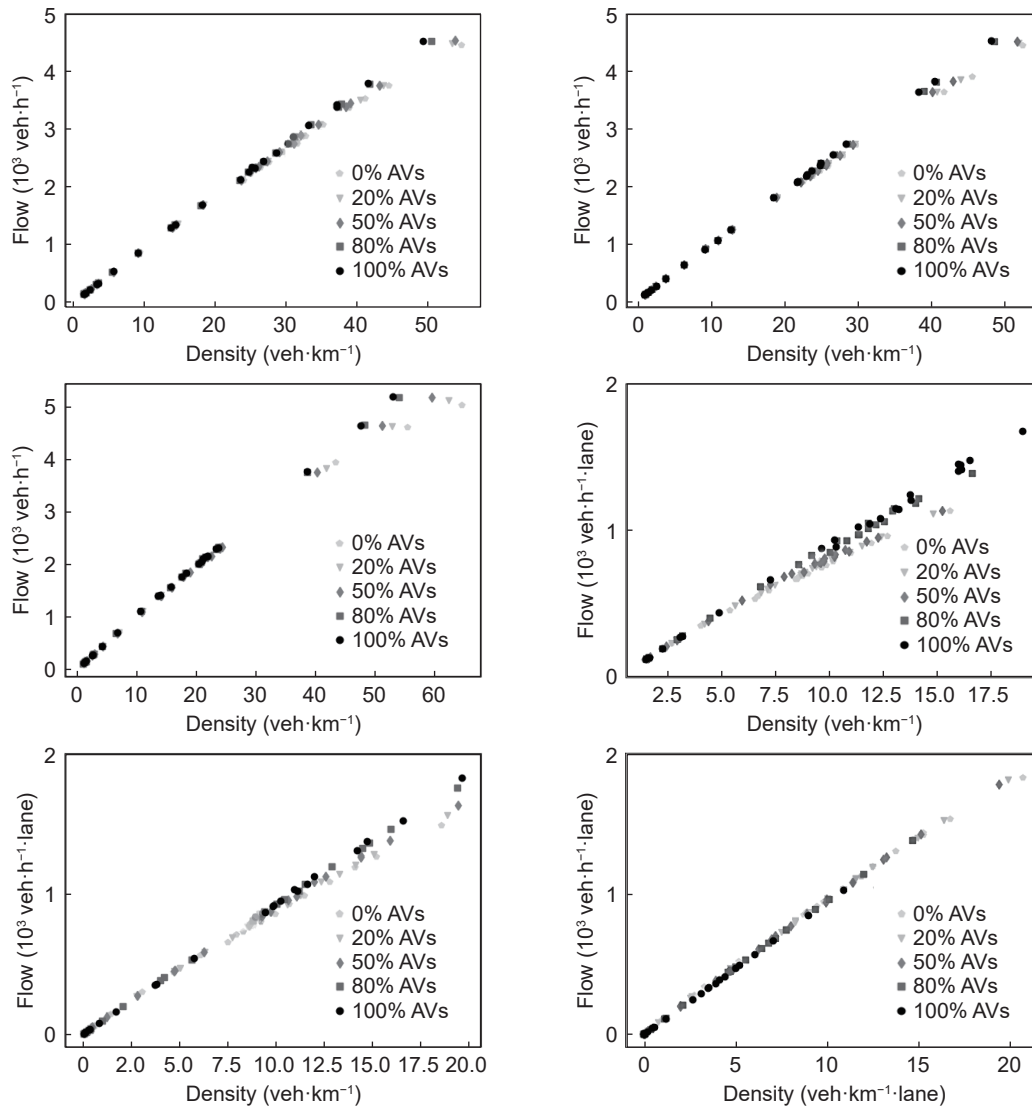 5
4
3
2
1
0
Flow (10³ veh·h⁻¹)
0% AVs
20% AVs
50% AVs
80% AVs
100% AVs
0 10 20 30 40 50
Density (veh·km⁻¹)
5
4
3
2
1
0
Flow (10³ veh·h⁻¹)
0% AVs
20% AVs
50% AVs
80% AVs
100% AVs
0 10 20 30 40 50
Density (veh·km⁻¹)
5
4
3
2
1
0
Flow (10³ veh·h⁻¹)
0% AVs
20% AVs
50% AVs
80% AVs
100% AVs
0 10 20 30 40 50 60
Density (veh·km⁻¹)
2
1
0
Flow (10³ veh·h⁻¹·lane)
0% AVs
20% AVs
50% AVs
80% AVs
100% AVs
2.5 5.0 7.5 10.0 12.5 15.0 17.5
Density (veh·km⁻¹)
2
1
0
Flow (10³ veh·h⁻¹·lane)
0% AVs
20% AVs
50% AVs
80% AVs
100% AVs
0 2.0 5.0 7.5 10.0 12.5 15.0 17.5 20.0
Density (veh·km⁻¹)
2
1
0
Flow (10³ veh·h⁻¹·lane)
0% AVs
20% AVs
50% AVs
80% AVs
100% AVs
0 5 10 15 20
Density (veh·km⁻¹·lane)